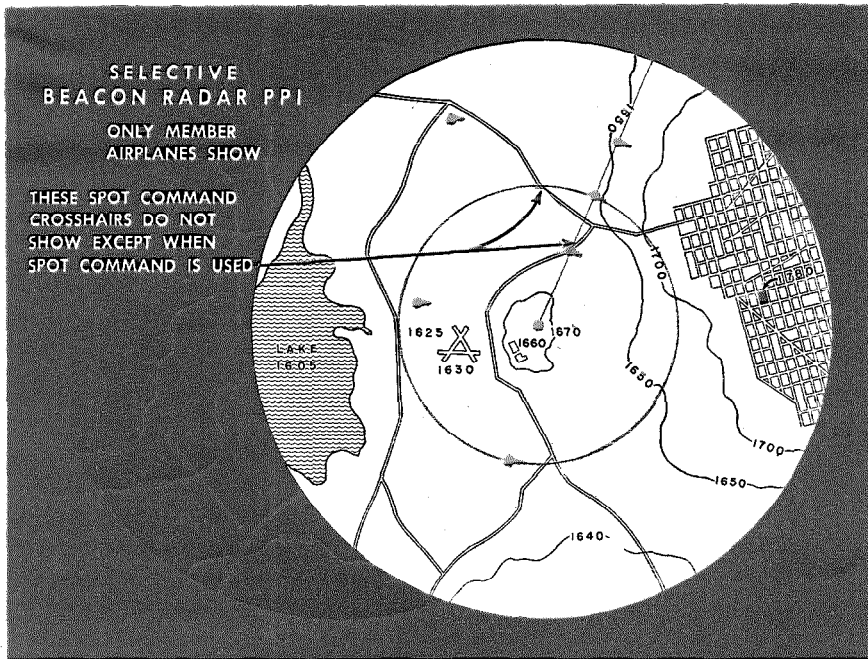 SELECTIVE
BEACON RADAR PPI
ONLY MEMBER
AIRPLANES SHOW
THESE SPOT COMMAND
CROSSHAIRS DO NOT
SHOW EXCEPT WHEN
SPOT COMMAND IS USED
1550
1700
1780
1625
1670
1660
1630
LAKE
1605
1650
1700
1650
1640